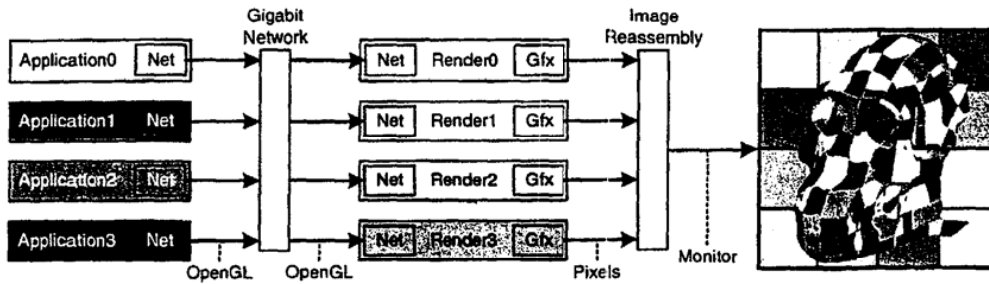 Gigabit
Network
Image
Reassembly
Application0 Net
Net Render0 Gfx
Application1 Net
Net Render1 Gfx
Application2 Net
Net Render2 Gfx
Application3 Net
Net Render3 Gfx
OpenGL
OpenGL
Pixels
Monitor